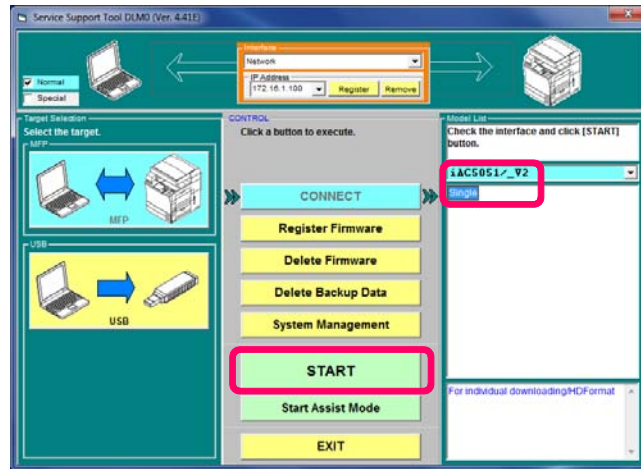 Service Support Tool DLM0 (Ver. 4.41E)
Normal
Special
Interface
Network
IP Address
172.16.1.100
Register
Remove
Target Selection
Select the target.
MFP
MFP
USB
USB
CONTROL
Click a button to execute.
CONNECT
Register Firmware
Delete Firmware
Delete Backup Data
System Management
START
Start Assist Mode
EXIT
Model List
Check the interface and click [START]
button.
iAC5051/_V2
Single
For individual downloading/HDFormat